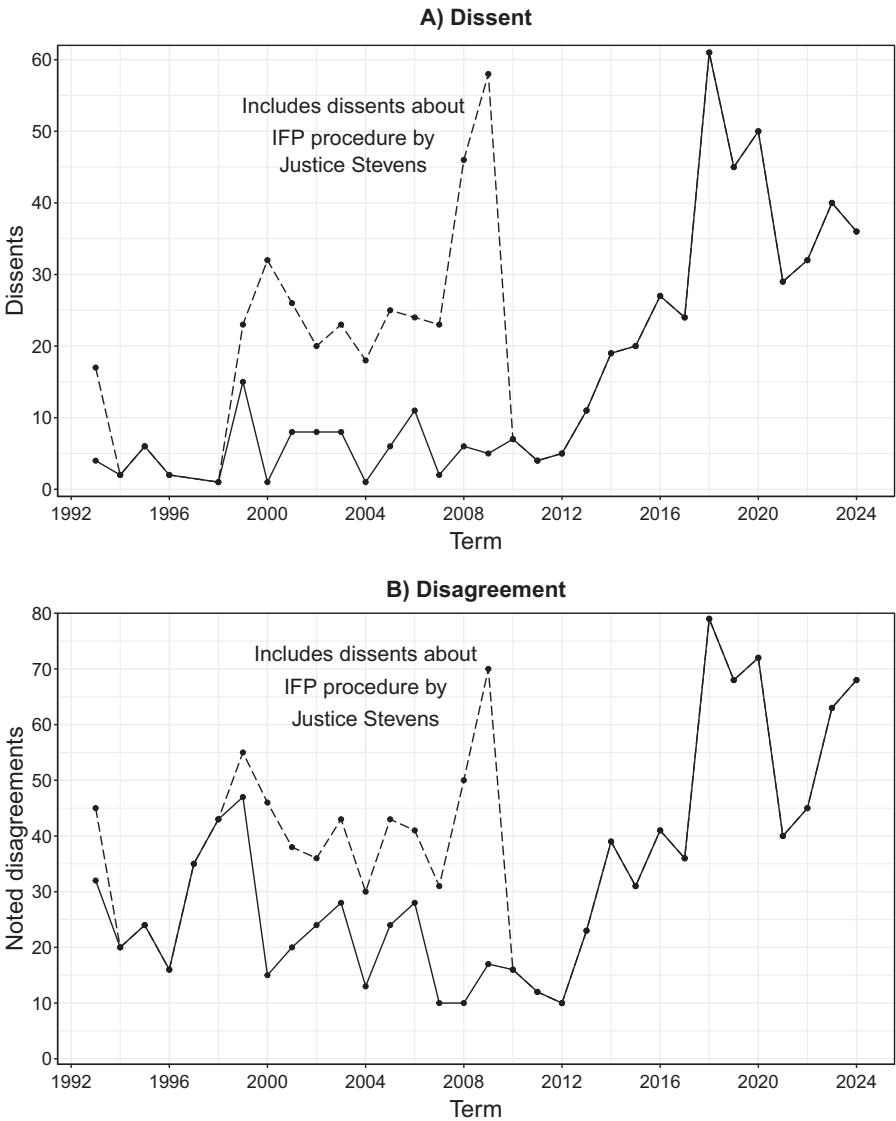 A) Dissent
Dissents
60
50
40
30
20
10
0
Includes dissents about
IFP procedure by
Justice Stevens
1992 1996 2000 2004 2008 2012 2016 2020 2024
Term
B) Disagreement
Noted disagreements
80
70
60
50
40
30
20
10
0
Includes dissents about
IFP procedure by
Justice Stevens
1992 1996 2000 2004 2008 2012 2016 2020 2024
Term